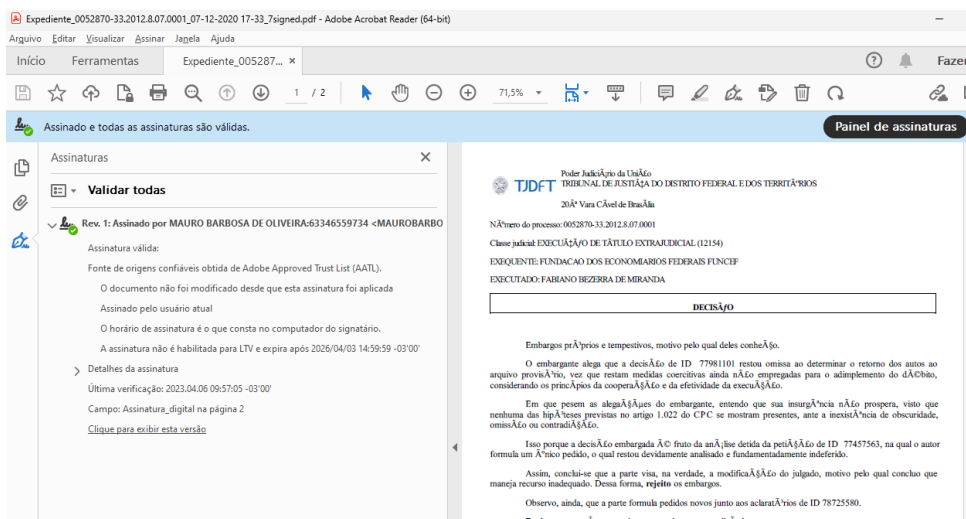 Expediente_0052870-33.2012.8.07.0001_07-12-2020 17-33_7signed.pdf - Adobe Acrobat Reader (64-bit)
Arquivo Editar Visualizar Assinar Janela Ajuda
Início Ferramentas Expediente_005287... ×
1 / 2 71,5%
Assinado e todas as assinaturas são válidas.
Painel de assinaturas
Assinaturas
Validar todas
Rev. 1: Assinado por MAURO BARBOSA DE OLIVEIRA:63346559734 <MAUROBARBO
Assinatura válida:
Fonte de origens confiáveis obtida de Adobe Approved Trust List (AATL).
O documento não foi modificado desde que esta assinatura foi aplicada
Assinado pelo usuário atual
O horário de assinatura é o que consta no computador do signatário.
A assinatura não é habilitada para LTV e expira após 2026/04/03 14:59:59 -03'00'
Detalhes da assinatura
Última verificação: 2023.04.06 09:57:05 -03'00'
Campo: Assinatura_digital na página 2
Clique para exibir esta versão
TJDFT
Poder JudiciÃ¡rio da UniÃ£o
TRIBUNAL DE JUSTIÃ‡A DO DISTRITO FEDERAL E DOS TERRITÃ“RIOS
20Âª Vara CÃ­vel de BrasÃ­lia
NÃºmero do processo: 0052870-33.2012.8.07.0001
Classe judicial: EXECUÃ‡ÃƒO DE TÃTULO EXTRAJUDICIAL (12154)
EXEQUENTE: FUNDACAO DOS ECONOMIARIOS FEDERAIS FUNCEF
EXECUTADO: FABIANO BEZERRA DE MIRANDA
DECISÃƒO
Embargos prÃ³prios e tempestivos, motivo pelo qual deles conheÃ§o.
O embargante alega que a decisÃ£o de ID 77981101 restou omissa ao determinar o retorno dos autos ao
arquivo provisÃ³rio, vez que restam medidas coercitivas ainda nÃ£o empregadas para o adimplemento do dÃ©bito,
considerando os princÃ­pios da cooperaÃ§Ã£o e da efetividade da execuÃ§Ã£o.
Em que pesem as alegaÃ§Ãµes do embargante, entendo que sua insurgÃªncia nÃ£o prospera, visto que
nenhuma das hipÃ³teses previstas no artigo 1.022 do CPC se mostram presentes, ante a inexistÃªncia de obscuridade,
omissÃ£o ou contradiÃ§Ã£o.
Isso porque a decisÃ£o embargada Ã© fruto da anÃ¡lise detida da petiÃ§Ã£o de ID 77457563, na qual o autor
formula um Ãºnico pedido, o qual restou devidamente analisado e fundamentadamente indeferido.
Assim, conclui-se que a parte visa, na verdade, a modificaÃ§Ã£o do julgado, motivo pelo qual concluo que
maneja recurso inadequado. Dessa forma, rejeito os embargos.
Observo, ainda, que a parte formula pedidos novos junto aos aclaratÃ³rios de ID 78725580.